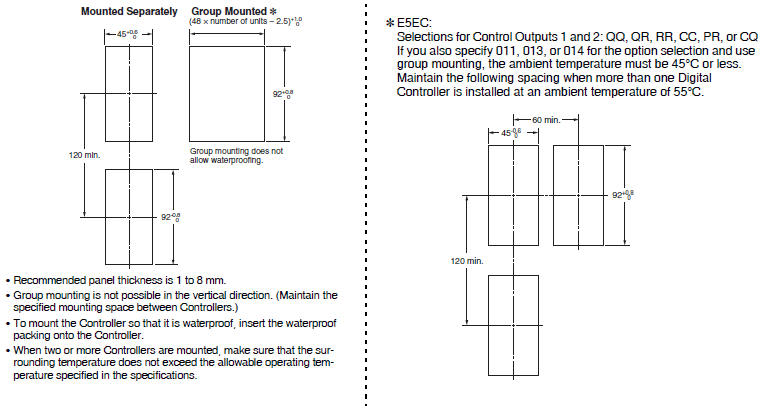 Mounted Separately
Group Mounted *
(48 × number of units – 2.5)+1.0 0
45+0.6 0
92+0.8 0
120 min.
Group mounting does not
allow waterproofing.
92+0.8 0
• Recommended panel thickness is 1 to 8 mm.
• Group mounting is not possible in the vertical direction. (Maintain the
specified mounting space between Controllers.)
• To mount the Controller so that it is waterproof, insert the waterproof
packing onto the Controller.
• When two or more Controllers are mounted, make sure that the sur-
rounding temperature does not exceed the allowable operating tem-
perature specified in the specifications.
* E5EC:
Selections for Control Outputs 1 and 2: QQ, QR, RR, CC, PR, or CQ
If you also specify 011, 013, or 014 for the option selection and use
group mounting, the ambient temperature must be 45°C or less.
Maintain the following spacing when more than one Digital
Controller is installed at an ambient temperature of 55°C.
60 min.
45+0.6 0
92+0.8 0
120 min.